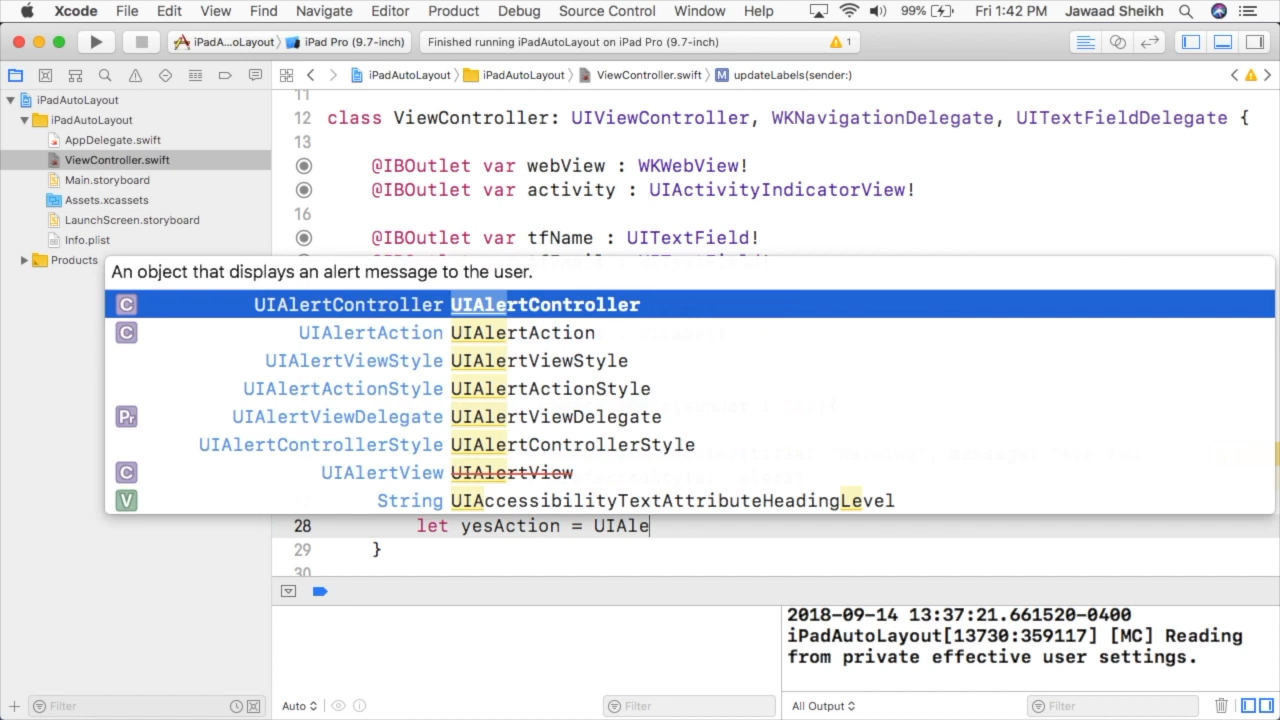 Xcode File Edit View Find Navigate Editor Product Debug Source Control Window Help 99% Fri 1:42 PM Jawaad Sheikh
iPadA...oLayout iPad Pro (9.7-inch) Finished running iPadAutoLayout on iPad Pro (9.7-inch) 1
iPadAutoLayout iPadAutoLayout ViewController.swift M updateLabels(sender:)
iPadAutoLayout
iPadAutoLayout
AppDelegate.swift
ViewController.swift
Main.storyboard
Assets.xcassets
LaunchScreen.storyboard
Info.plist
Products
11
12 class ViewController: UIViewController, WKNavigationDelegate, UITextFieldDelegate {
13
@IBOutlet var webView : WKWebView!
@IBOutlet var activity : UIActivityIndicatorView!
16
@IBOutlet var tfName : UITextField!
An object that displays an alert message to the user.
C UIAlertController UIAlertController
C UIAlertAction UIAlertAction
UIAlertViewStyle UIAlertViewStyle
UIAlertActionStyle UIAlertActionStyle
Pr UIAlertViewDelegate UIAlertViewDelegate
UIAlertControllerStyle UIAlertControllerStyle
C UIAlertView UIAlertView
V String UIAccessibilityTextAttributeHeadingLevel
28 let yesAction = UIAle
29 }
30
2018-09-14 13:37:21.661520-0400
iPadAutoLayout[13730:359117] [MC] Reading
from private effective user settings.
Filter Auto Filter All Output Filter